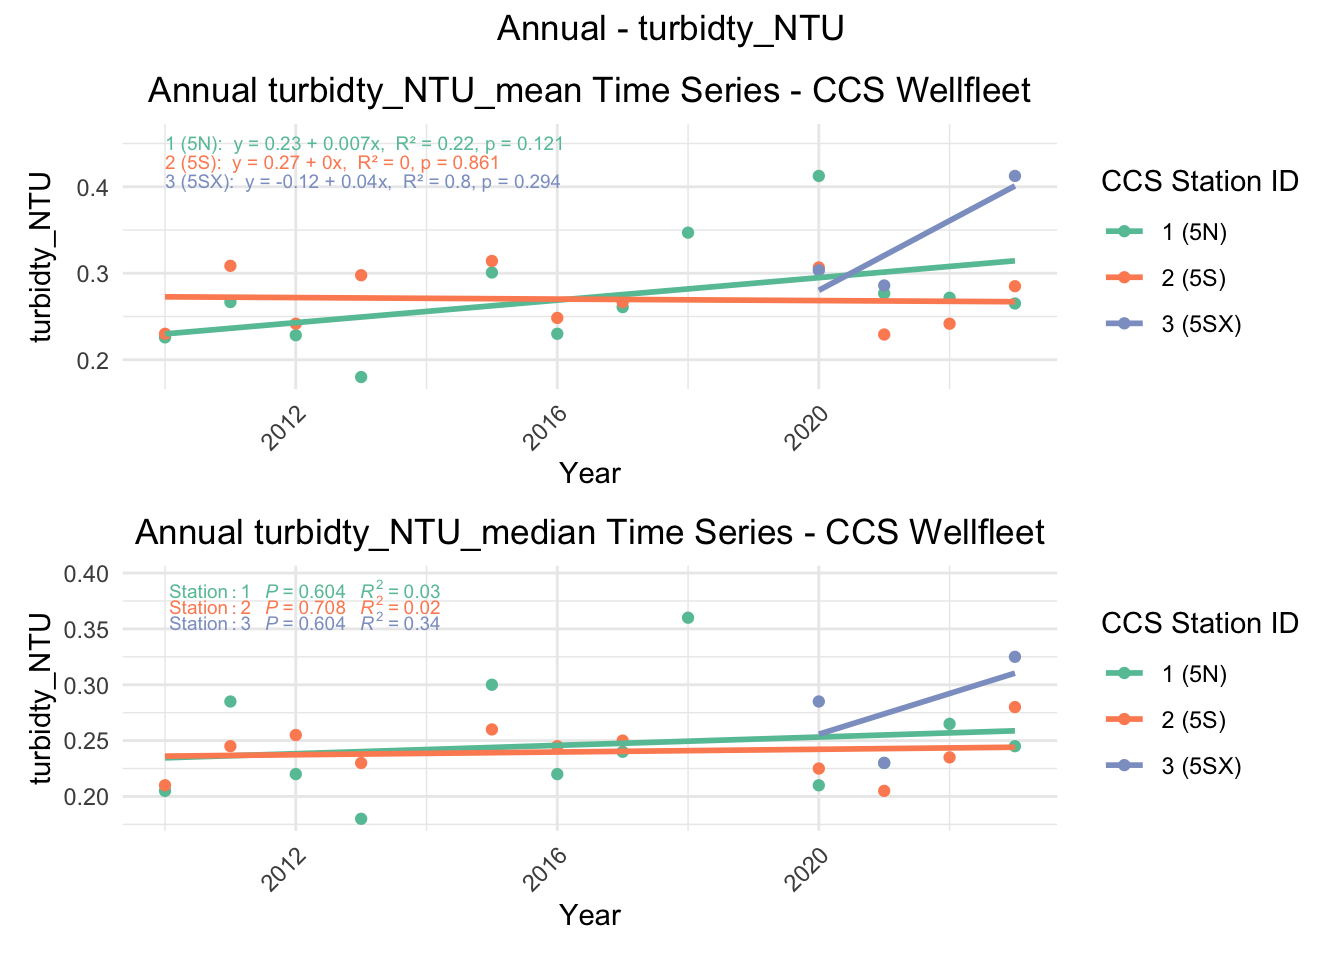 Annual - turbidty_NTU
Annual turbidty_NTU_mean Time Series - CCS Wellfleet
1 (5N):  y = 0.23 + 0.007x,  R² = 0.22, p = 0.121
2 (5S):  y = 0.27 + 0x,  R² = 0, p = 0.861
3 (5SX):  y = -0.12 + 0.04x,  R² = 0.8, p = 0.294
turbidty_NTU
0.4
0.3
0.2
2012
2016
2020
Year
CCS Station ID
1 (5N)
2 (5S)
3 (5SX)
Annual turbidty_NTU_median Time Series - CCS Wellfleet
Station : 1   P = 0.604   R² = 0.03
Station : 2   P = 0.708   R² = 0.02
Station : 3   P = 0.604   R² = 0.34
turbidty_NTU
0.40
0.35
0.30
0.25
0.20
2012
2016
2020
Year
CCS Station ID
1 (5N)
2 (5S)
3 (5SX)